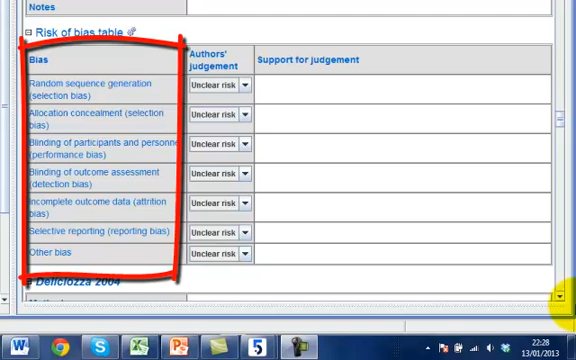 Notes
Risk of bias table
Bias
Authors'
judgement
Support for judgement
Random sequence generation
(selection bias)
Unclear risk
Allocation concealment (selection
bias)
Unclear risk
Blinding of participants and personne
(performance bias)
Unclear risk
Blinding of outcome assessment
(detection bias)
Unclear risk
Incomplete outcome data (attrition
bias)
Unclear risk
Selective reporting (reporting bias)
Unclear risk
Other bias
Unclear risk
Deliclozza 2004
22:28
13/01/2013